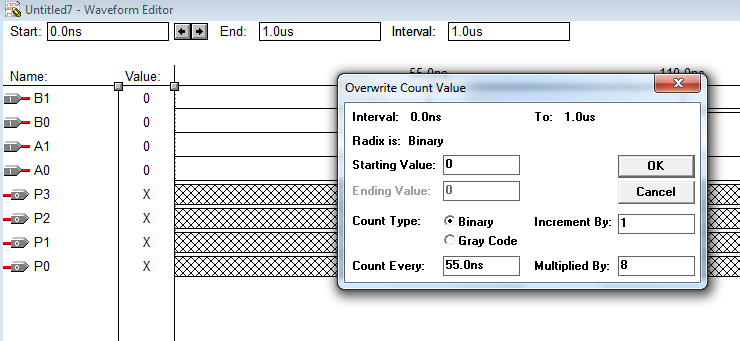 Untitled7 - Waveform Editor
Start: 0.0ns End: 1.0us Interval: 1.0us
55.0ns 110.0ns
Name: Value:
B1 0
B0 0
A1 0
A0 0
P3 X
P2 X
P1 X
P0 X
Overwrite Count Value
Interval: 0.0ns To: 1.0us
Radix is: Binary
Starting Value: 0 OK
Ending Value: 0 Cancel
Count Type: Binary Increment By: 1
Gray Code
Count Every: 55.0ns Multiplied By: 8